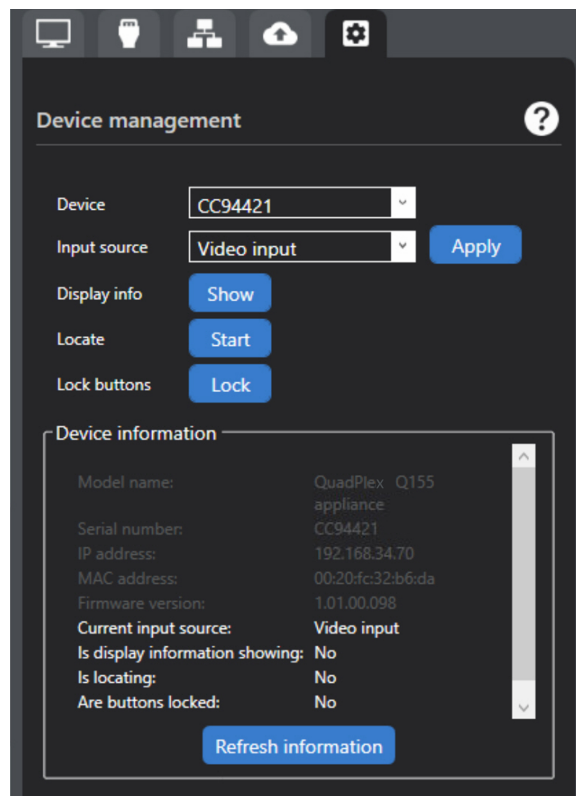 Device management
?
Device CC94421
Input source Video input Apply
Display info Show
Locate Start
Lock buttons Lock
Device information
Model name: QuadPlex Q155
appliance
Serial number: CC94421
IP address: 192.168.34.70
MAC address: 00:20:fc:32:b6:da
Firmware version: 1.01.00.098
Current input source: Video input
Is display information showing: No
Is locating: No
Are buttons locked: No
Refresh information